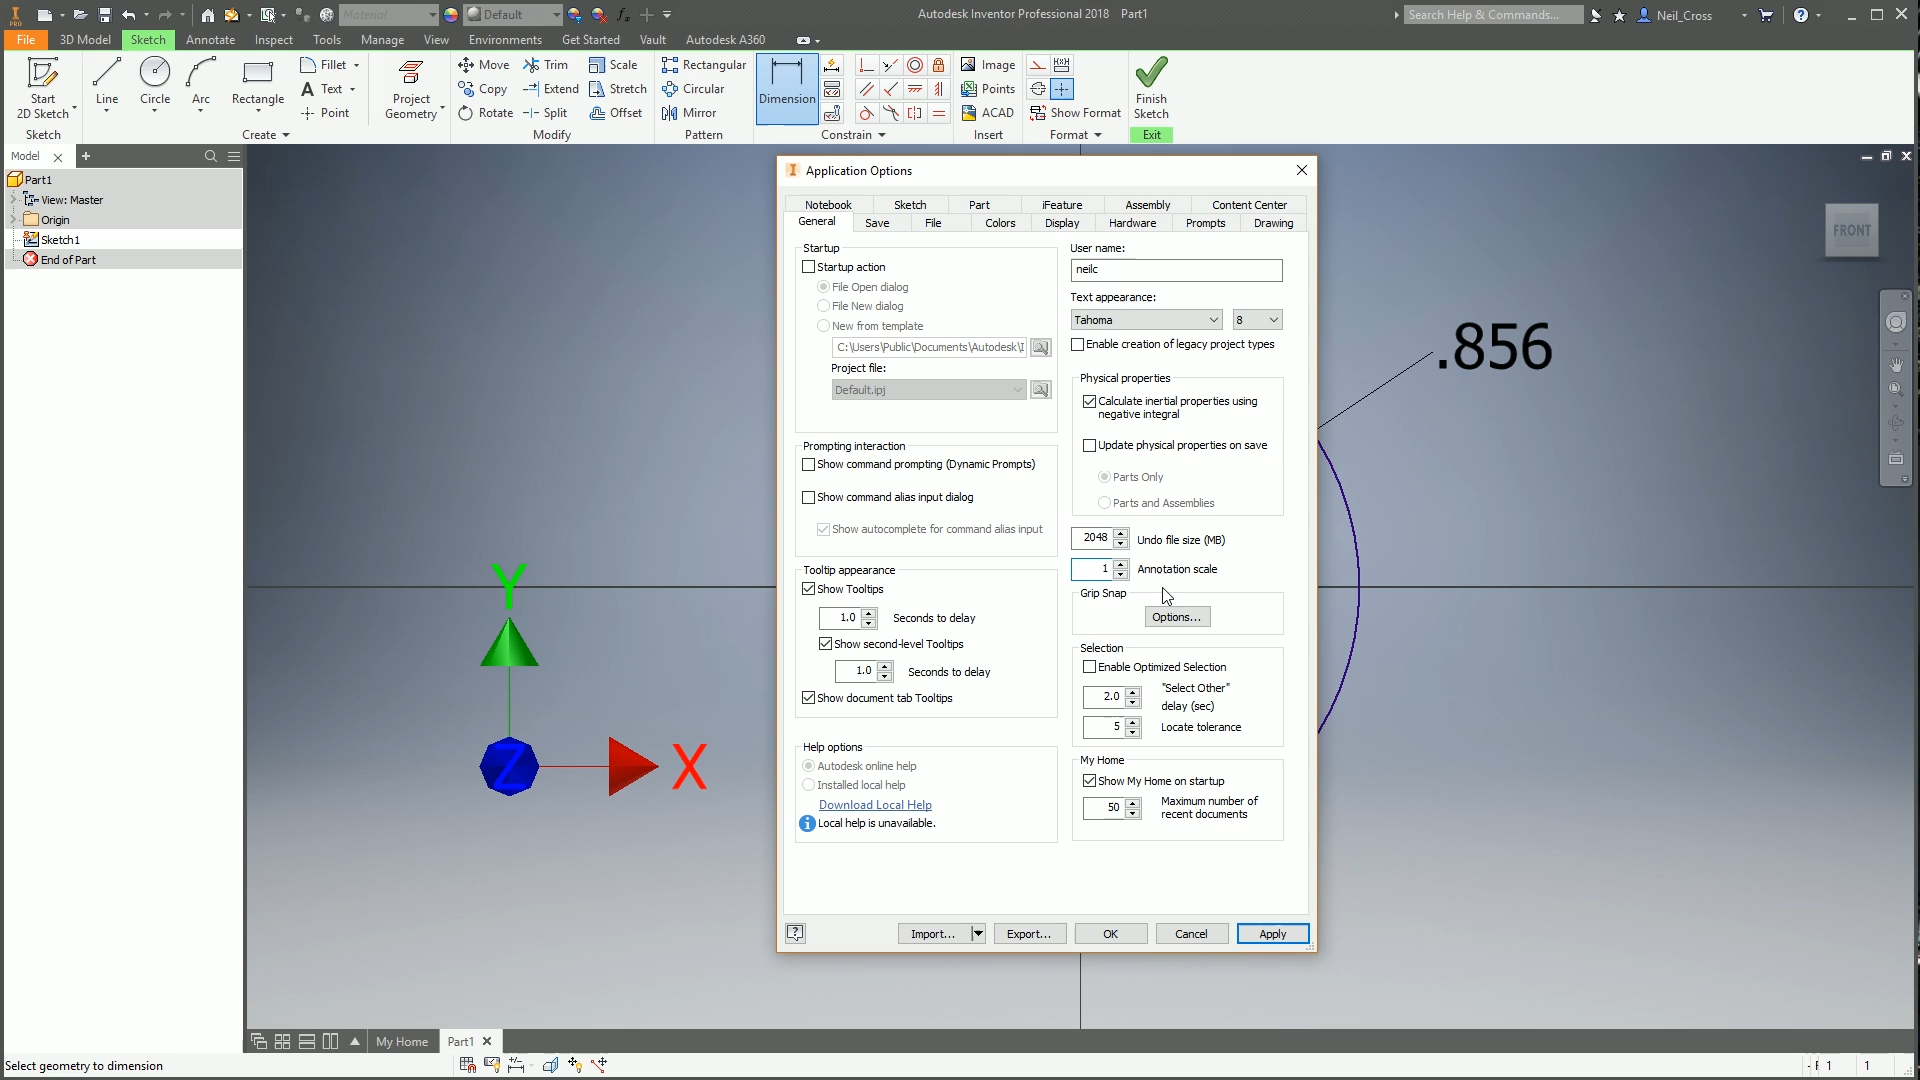 PRO
Material
Default
Autodesk Inventor Professional 2018 Part1
Search Help & Commands...
Neil_Cross
File 3D Model Sketch Annotate Inspect Tools Manage View Environments Get Started Vault Autodesk A360
Start 2D Sketch
Line
Circle
Arc
Rectangle
Fillet
Text
Point
Project Geometry
Move Trim Scale
Copy Extend Stretch
Rotate Split Offset
Rectangular
Circular
Mirror
Dimension
Image
Points
ACAD
Show Format
Finish Sketch
Sketch Create Modify Pattern Constrain Insert Format Exit
Model
Part1
View: Master
Origin
Sketch1
End of Part
Application Options
Notebook Sketch Part iFeature Assembly Content Center
General Save File Colors Display Hardware Prompts Drawing
Startup
Startup action
File Open dialog
File New dialog
New from template
C:\Users\Public\Documents\Autodesk\I
Project file:
Default.ipj
Prompting interaction
Show command prompting (Dynamic Prompts)
Show command alias input dialog
Show autocomplete for command alias input
Tooltip appearance
Show Tooltips
1.0 Seconds to delay
Show second-level Tooltips
1.0 Seconds to delay
Show document tab Tooltips
Help options
Autodesk online help
Installed local help
Download Local Help
Local help is unavailable.
User name:
neilc
Text appearance:
Tahoma 8
Enable creation of legacy project types
Physical properties
Calculate inertial properties using
negative integral
Update physical properties on save
Parts Only
Parts and Assemblies
2048 Undo file size (MB)
1 Annotation scale
Grip Snap
Options...
Selection
Enable Optimized Selection
2.0 "Select Other"
delay (sec)
5 Locate tolerance
My Home
Show My Home on startup
50 Maximum number of
recent documents
Import... Export... OK Cancel Apply
.856
FRONT
Y
Z
X
My Home Part1
Select geometry to dimension
1 1